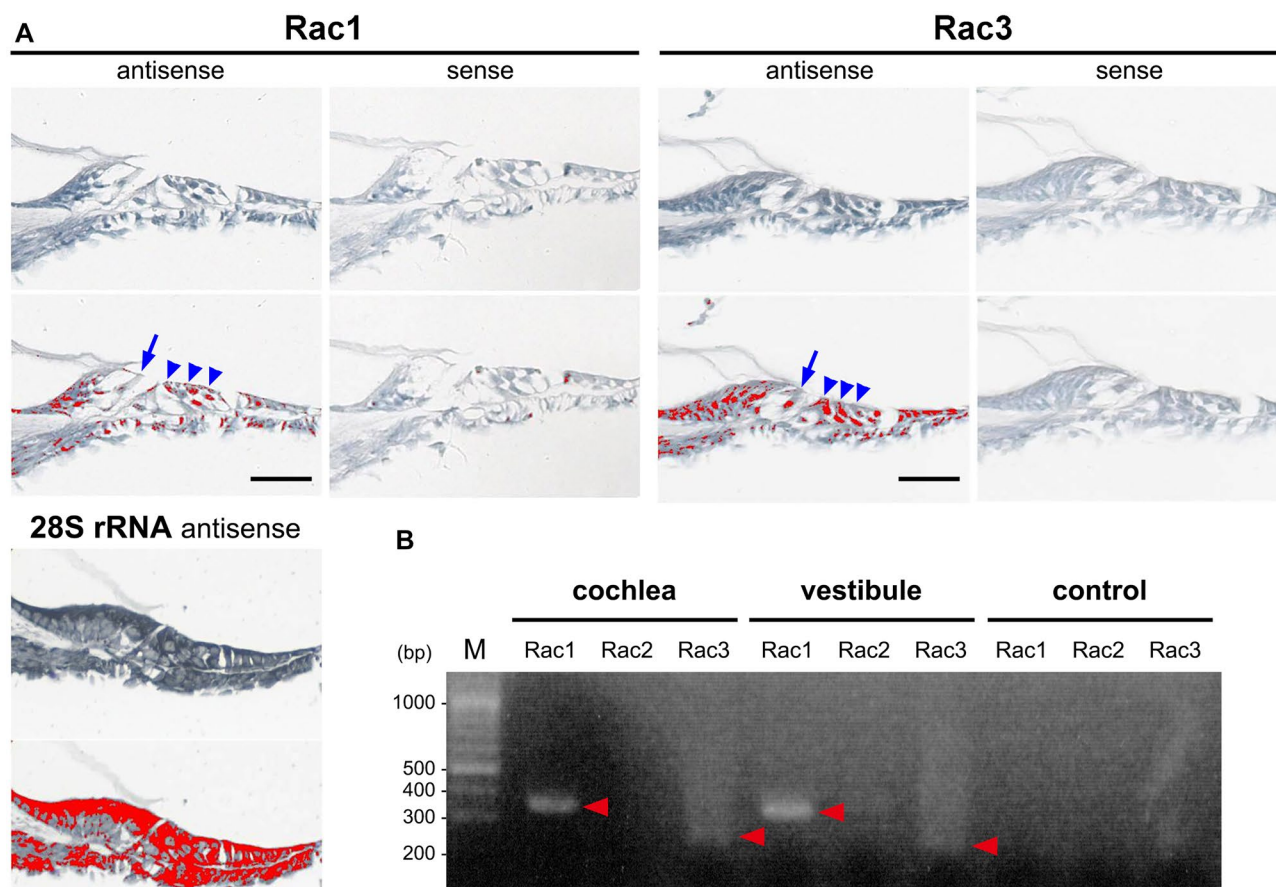 A
Rac1
Rac3
antisense
sense
antisense
sense
28S rRNA antisense
B
cochlea
vestibule
control
(bp)
M
Rac1
Rac2
Rac3
Rac1
Rac2
Rac3
Rac1
Rac2
Rac3
1000
500
400
300
200